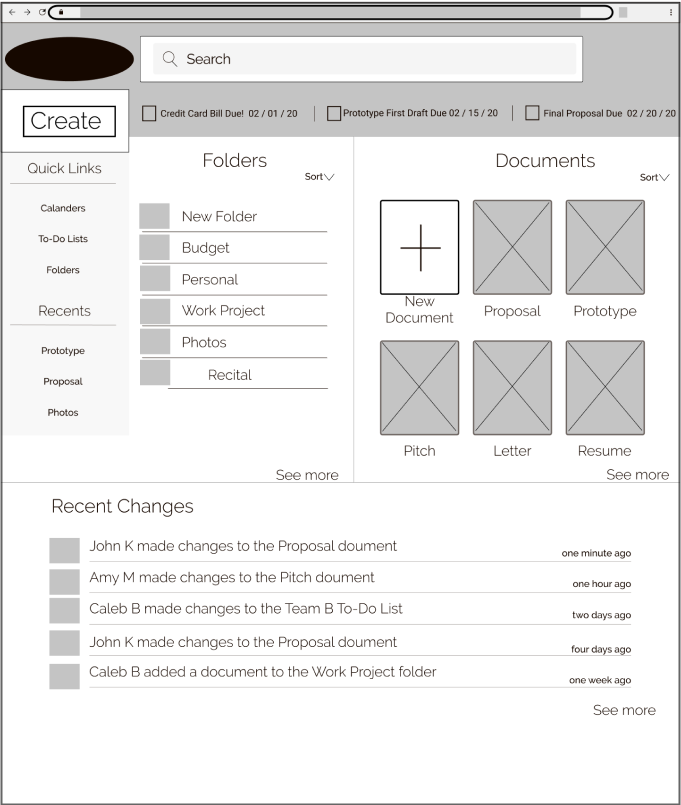 Search
Create
Credit Card Bill Due! 02 / 01 / 20
Prototype First Draft Due 02 / 15 / 20
Final Proposal Due 02 / 20 / 20
Quick Links
Calanders
To-Do Lists
Folders
Recents
Prototype
Proposal
Photos
Folders
Sort
New Folder
Budget
Personal
Work Project
Photos
Recital
See more
Documents
Sort
New
Document
Proposal
Prototype
Pitch
Letter
Resume
See more
Recent Changes
John K made changes to the Proposal doument
one minute ago
Amy M made changes to the Pitch doument
one hour ago
Caleb B made changes to the Team B To-Do List
two days ago
John K made changes to the Proposal doument
four days ago
Caleb B added a document to the Work Project folder
one week ago
See more